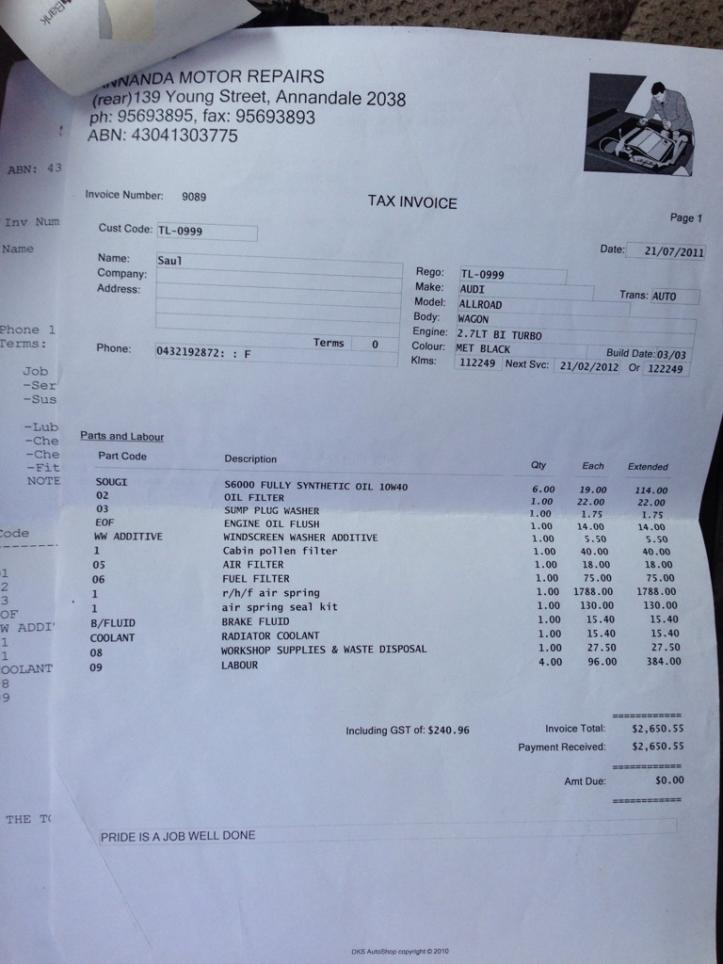 Bank
ANNANDA MOTOR REPAIRS
(rear)139 Young Street, Annandale 2038
ph: 95693895, fax: 95693893
ABN: 43041303775
Invoice Number: 9089
TAX INVOICE
Page 1
Cust Code: TL-0999
Date: 21/07/2011
Name: Saul
Company:
Address:
Terms 0
Phone: 0432192872: : F
Rego: TL-0999
Make: AUDI
Trans: AUTO
Model: ALLROAD
Body: WAGON
Engine: 2.7LT BI TURBO
Colour: MET BLACK
Build Date: 03/03
Klms: 112249 Next Svc: 21/02/2012 Or 122249
Parts and Labour
Part Code Description Qty Each Extended
SOUGI S6000 FULLY SYNTHETIC OIL 10W40 6.00 19.00 114.00
02 OIL FILTER 1.00 22.00 22.00
03 SUMP PLUG WASHER 1.00 1.75 1.75
EOF ENGINE OIL FLUSH 1.00 14.00 14.00
WW ADDITIVE WINDSCREEN WASHER ADDITIVE 1.00 5.50 5.50
1 Cabin pollen filter 1.00 40.00 40.00
05 AIR FILTER 1.00 18.00 18.00
06 FUEL FILTER 1.00 75.00 75.00
1 r/h/f air spring 1.00 1788.00 1788.00
1 air spring seal kit 1.00 130.00 130.00
B/FLUID BRAKE FLUID 1.00 15.40 15.40
COOLANT RADIATOR COOLANT 1.00 15.40 15.40
08 WORKSHOP SUPPLIES & WASTE DISPOSAL 1.00 27.50 27.50
09 LABOUR 4.00 96.00 384.00
============
Including GST of: $240.96
Invoice Total: $2,650.55
Payment Received: $2,650.55
============
Amt Due: $0.00
============
PRIDE IS A JOB WELL DONE
DKS AutoShop copyright © 2010
ABN: 43
Inv Num
Name
Phone 1
Terms:
Job
-Ser
-Sus
-Lub
-Che
-Che
-Fit
NOTE
Code
1
2
3
OF
W ADDI
1
1
COOLANT
8
9
THE TO